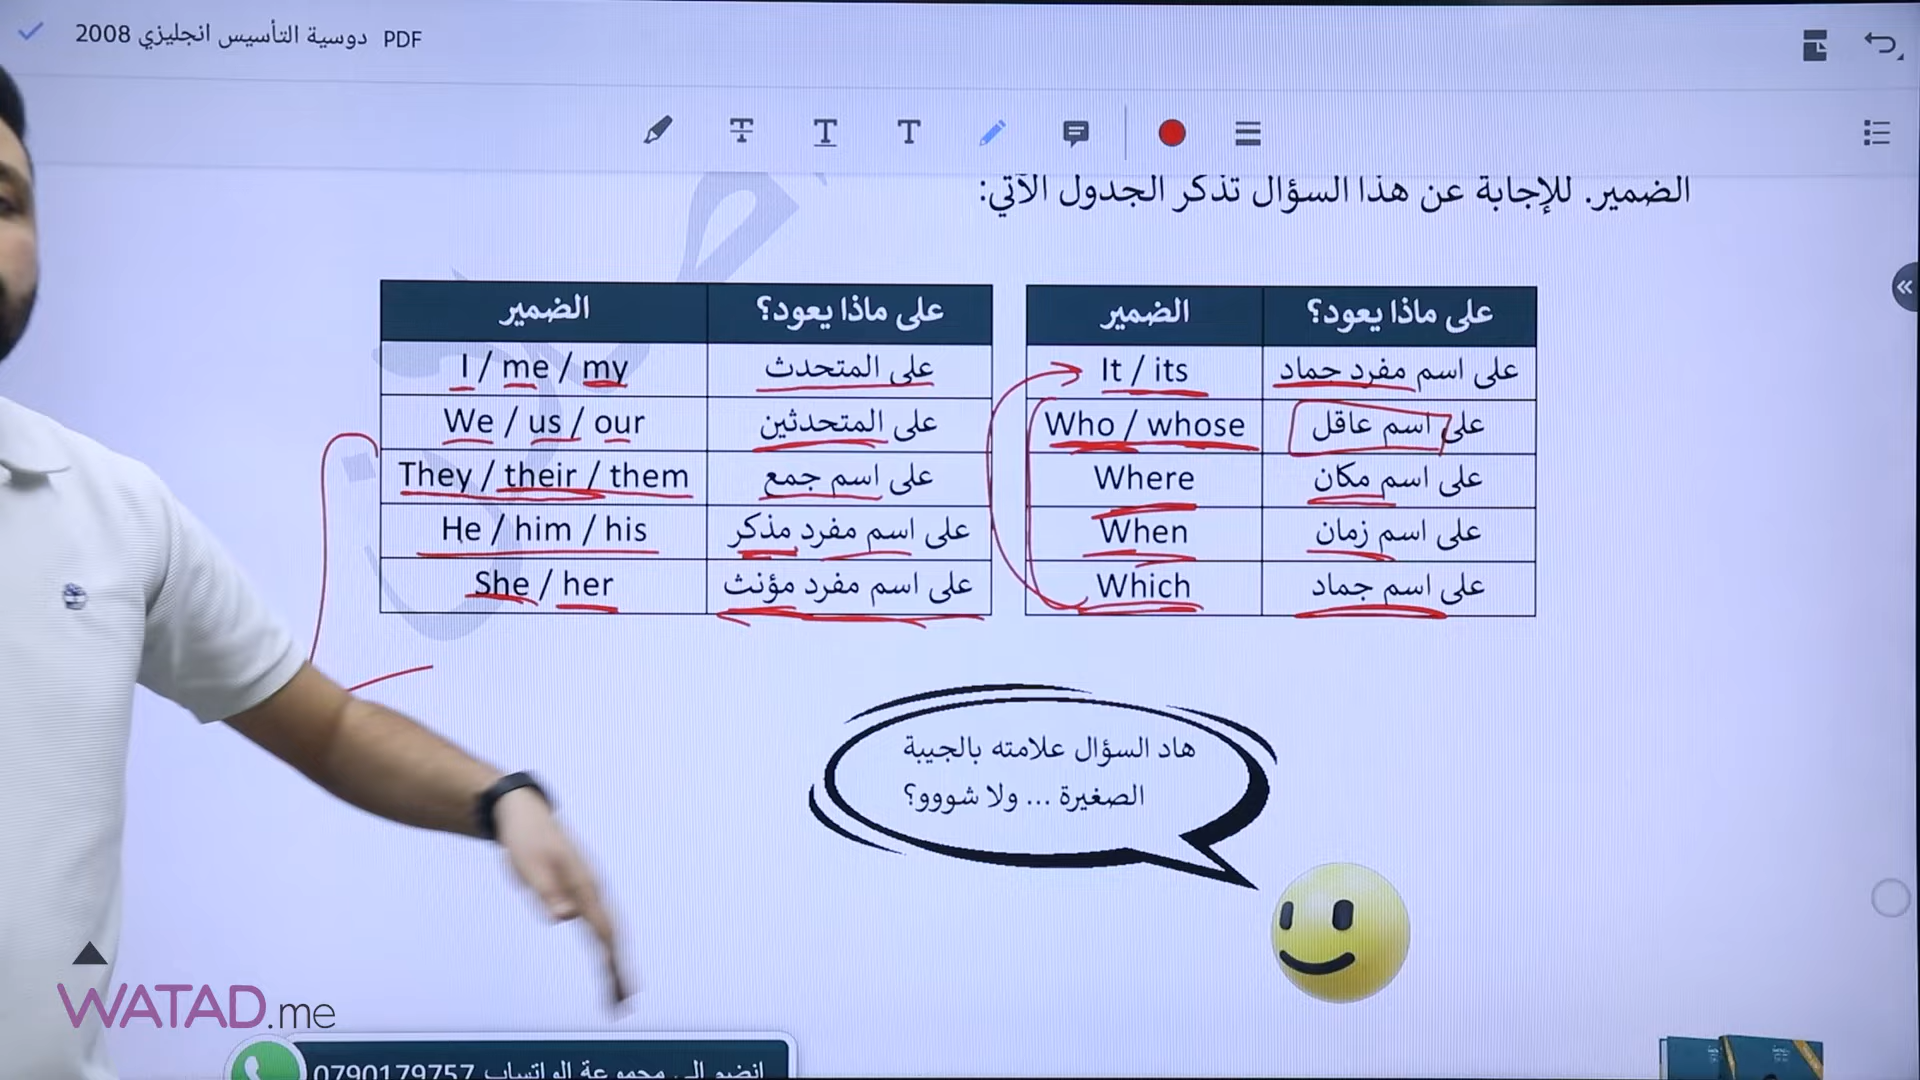 دوسية التأسيس انجليزي 2008 PDF
الضمير. للإجابة عن هذا السؤال تذكر الجدول الآتي:
الضمير على ماذا يعود؟
I / me / my على المتحدث
We / us / our على المتحدثين
They / their / them على اسم جمع
He / him / his على اسم مفرد مذكر
She / her على اسم مفرد مؤنث
الضمير على ماذا يعود؟
It / its على اسم مفرد جماد
Who / whose على اسم عاقل
Where على اسم مكان
When على اسم زمان
Which على اسم جماد
هاد السؤال علامته بالجيبة
الصغيرة ... ولا شووو؟
WATAD.me
انضم إلى مجموعة الواتساب 0790179757